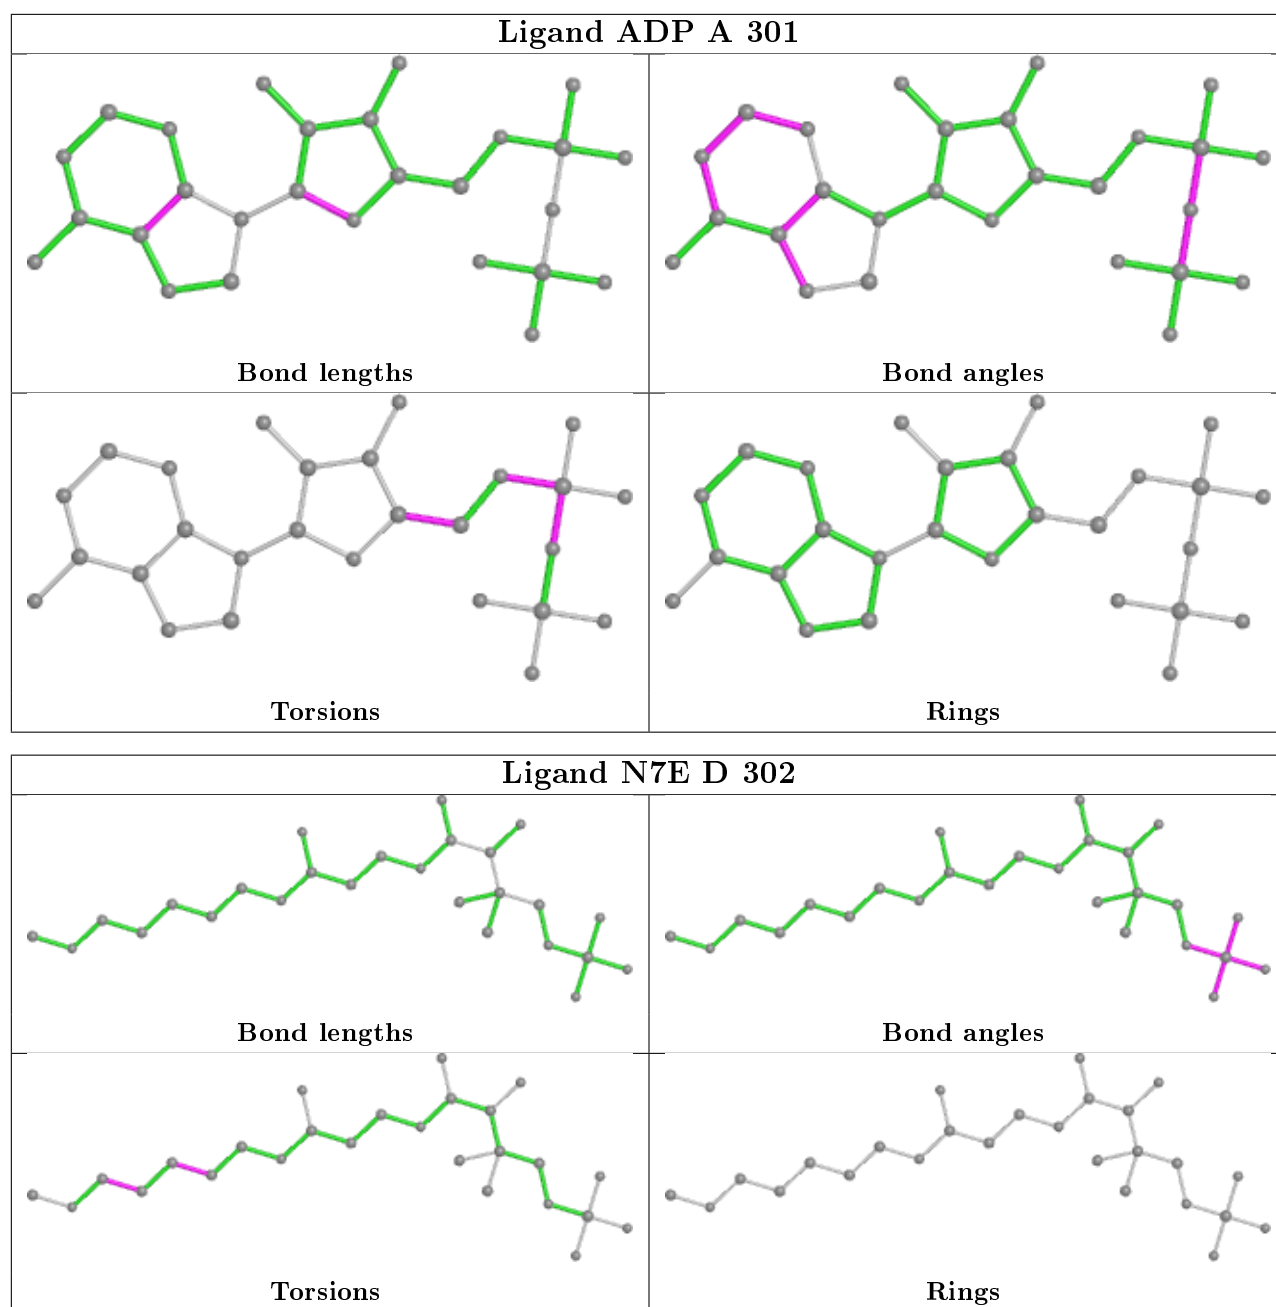 Ligand ADP A 301
Bond lengths
Bond angles
Torsions
Rings
Ligand N7E D 302
Bond lengths
Bond angles
Torsions
Rings